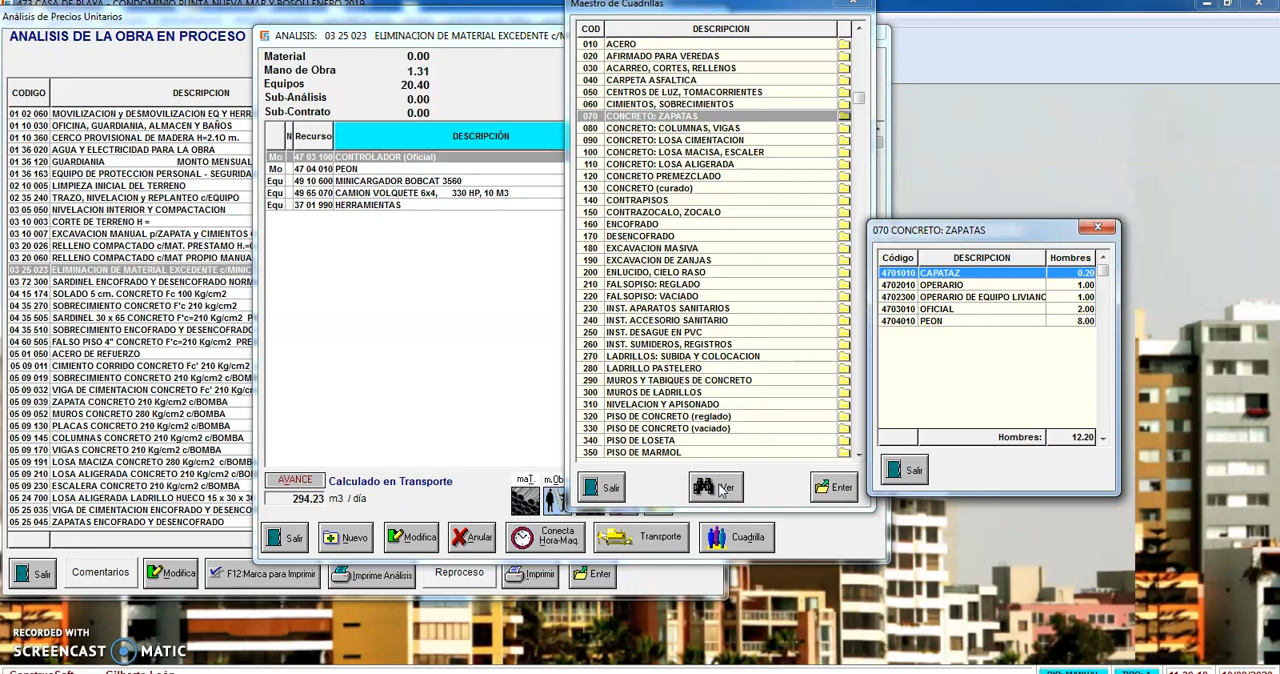 473 CASA DE PLAYA - CONDOMINIO PUNTA NUEVA MAR Y BOSQU ENERO 2019
Análisis de Precios Unitarios
ANALISIS DE LA OBRA EN PROCESO
CODIGO DESCRIPCION
01 02 060 MOVILIZACION y DESMOVILIZACION EQ Y HERR
01 10 030 OFICINA, GUARDIANIA, ALMACEN Y BAÑOS
01 10 360 CERCO PROVISIONAL DE MADERA H=2.10 m.
01 36 020 AGUA Y ELECTRICIDAD PARA LA OBRA
01 36 120 GUARDIANIA MONTO MENSUAL
01 36 163 EQUIPO DE PROTECCION PERSONAL - SEGURIDA
02 10 005 LIMPIEZA INICIAL DEL TERRENO
02 35 240 TRAZO, NIVELACION y REPLANTEO c/EQUIPO
03 05 050 NIVELACION INTERIOR Y COMPACTACION
03 10 003 CORTE DE TERRENO H =
03 10 007 EXCAVACION MANUAL p/ZAPATA y CIMIENTOS C
03 20 026 RELLENO COMPACTADO c/MAT. PRESTAMO H.=0
03 20 060 RELLENO COMPACTADO c/MAT PROPIO MANUA
03 25 023 ELIMINACION DE MATERIAL EXCEDENTE c/MINIC
03 72 300 SARDINEL ENCOFRADO Y DESENCOFRADO NORM
04 15 174 SOLADO 5 cm. CONCRETO Fc 100 Kg/cm2
04 35 270 SOBRECIMIENTO CONCRETO F'c 210 kg/cm2
04 35 505 SARDINEL 30 x 65 CONCRETO F'c=210 Kg/cm2
04 35 510 SOBRECIMIENTO ENCOFRADO Y DESENCOFRADO
04 60 505 FALSO PISO 4" CONCRETO F'c=210 Kg/cm2 PRE
05 01 050 ACERO DE REFUERZO
05 09 011 CIMIENTO CORRIDO CONCRETO Fc' 210 Kg/cm2
05 09 019 SOBRECIMIENTO CONCRETO 210 Kg/cm2 c/BOM
05 09 032 VIGA DE CIMENTACION CONCRETO Fc' 210 Kg/c
05 09 039 ZAPATA CONCRETO 210 Kg/cm2 c/BOMBA
05 09 052 MUROS CONCRETO 280 Kg/cm2 c/BOMBA
05 09 130 PLACAS CONCRETO 210 Kg/cm2 c/BOMBA
05 09 145 COLUMNAS CONCRETO 210 Kg/cm2 c/BOMBA
05 09 170 VIGAS CONCRETO 210 Kg/cm2 c/BOMBA
05 09 191 LOSA MACIZA CONCRETO 280 Kg/cm2 c/BOMB
05 09 210 LOSA ALIGERADA CONCRETO 210 Kg/cm2 c/BO
05 09 230 ESCALERA CONCRETO 210 Kg/cm2 c/BOMBA
05 24 700 LOSA ALIGERADA LADRILLO HUECO 15 x 30 x 3
05 25 035 VIGA DE CIMENTACION ENCOFRADO Y DESENCO
05 25 045 ZAPATAS ENCOFRADO Y DESENCOFRADO
Salir Comentarios Modifica F12:Marca para Imprimir Imprime Análisis Reproceso Imprimir Enter
ANALISIS: 03 25 023 ELIMINACION DE MATERIAL EXCEDENTE c/M
Material 0.00
Mano de Obra 1.31
Equipos 20.40
Sub-Análisis 0.00
Sub-Contrato 0.00
N Recurso DESCRIPCIÓN
Mo 47 03 100 CONTROLADOR (Oficial)
Mo 47 04 010 PEON
Equ 49 10 600 MINICARGADOR BOBCAT 3560
Equ 49 65 070 CAMION VOLQUETE 6x4, 330 HP, 10 M3
Equ 37 01 990 HERRAMIENTAS
AVANCE Calculado en Transporte
294.23 m3 / día
maT. m.Ob
Salir Nuevo Modifica Anular Conecta Hora-Maq. Transporte Cuadrilla
Maestro de Cuadrillas
COD DESCRIPCION
010 ACERO
020 AFIRMADO PARA VEREDAS
030 ACARREO, CORTES, RELLENOS
040 CARPETA ASFALTICA
050 CENTROS DE LUZ, TOMACORRIENTES
060 CIMIENTOS, SOBRECIMIENTOS
070 CONCRETO: ZAPATAS
080 CONCRETO: COLUMNAS, VIGAS
090 CONCRETO: LOSA CIMENTACION
100 CONCRETO: LOSA MACISA, ESCALER
110 CONCRETO: LOSA ALIGERADA
120 CONCRETO PREMEZCLADO
130 CONCRETO (curado)
140 CONTRAPISOS
150 CONTRAZOCALO, ZOCALO
160 ENCOFRADO
170 DESENCOFRADO
180 EXCAVACION MASIVA
190 EXCAVACION DE ZANJAS
200 ENLUCIDO, CIELO RASO
210 FALSOPISO: REGLADO
220 FALSOPISO: VACIADO
230 INST. APARATOS SANITARIOS
240 INST. ACCESORIO SANITARIO
250 INST. DESAGUE EN PVC
260 INST. SUMIDEROS, REGISTROS
270 LADRILLOS: SUBIDA Y COLOCACION
280 LADRILLO PASTELERO
290 MUROS Y TABIQUES DE CONCRETO
300 MUROS DE LADRILLOS
310 NIVELACION Y APISONADO
320 PISO DE CONCRETO (reglado)
330 PISO DE CONCRETO (vaciado)
340 PISO DE LOSETA
350 PISO DE MARMOL
Salir Ver Enter
070 CONCRETO: ZAPATAS
Código DESCRIPCION Hombres
4701010 CAPATAZ 0.20
4702010 OPERARIO 1.00
4702300 OPERARIO DE EQUIPO LIVIANO 1.00
4703010 OFICIAL 2.00
4704010 PEON 8.00
Hombres: 12.20
Salir
RECORDED WITH
SCREENCAST MATIC